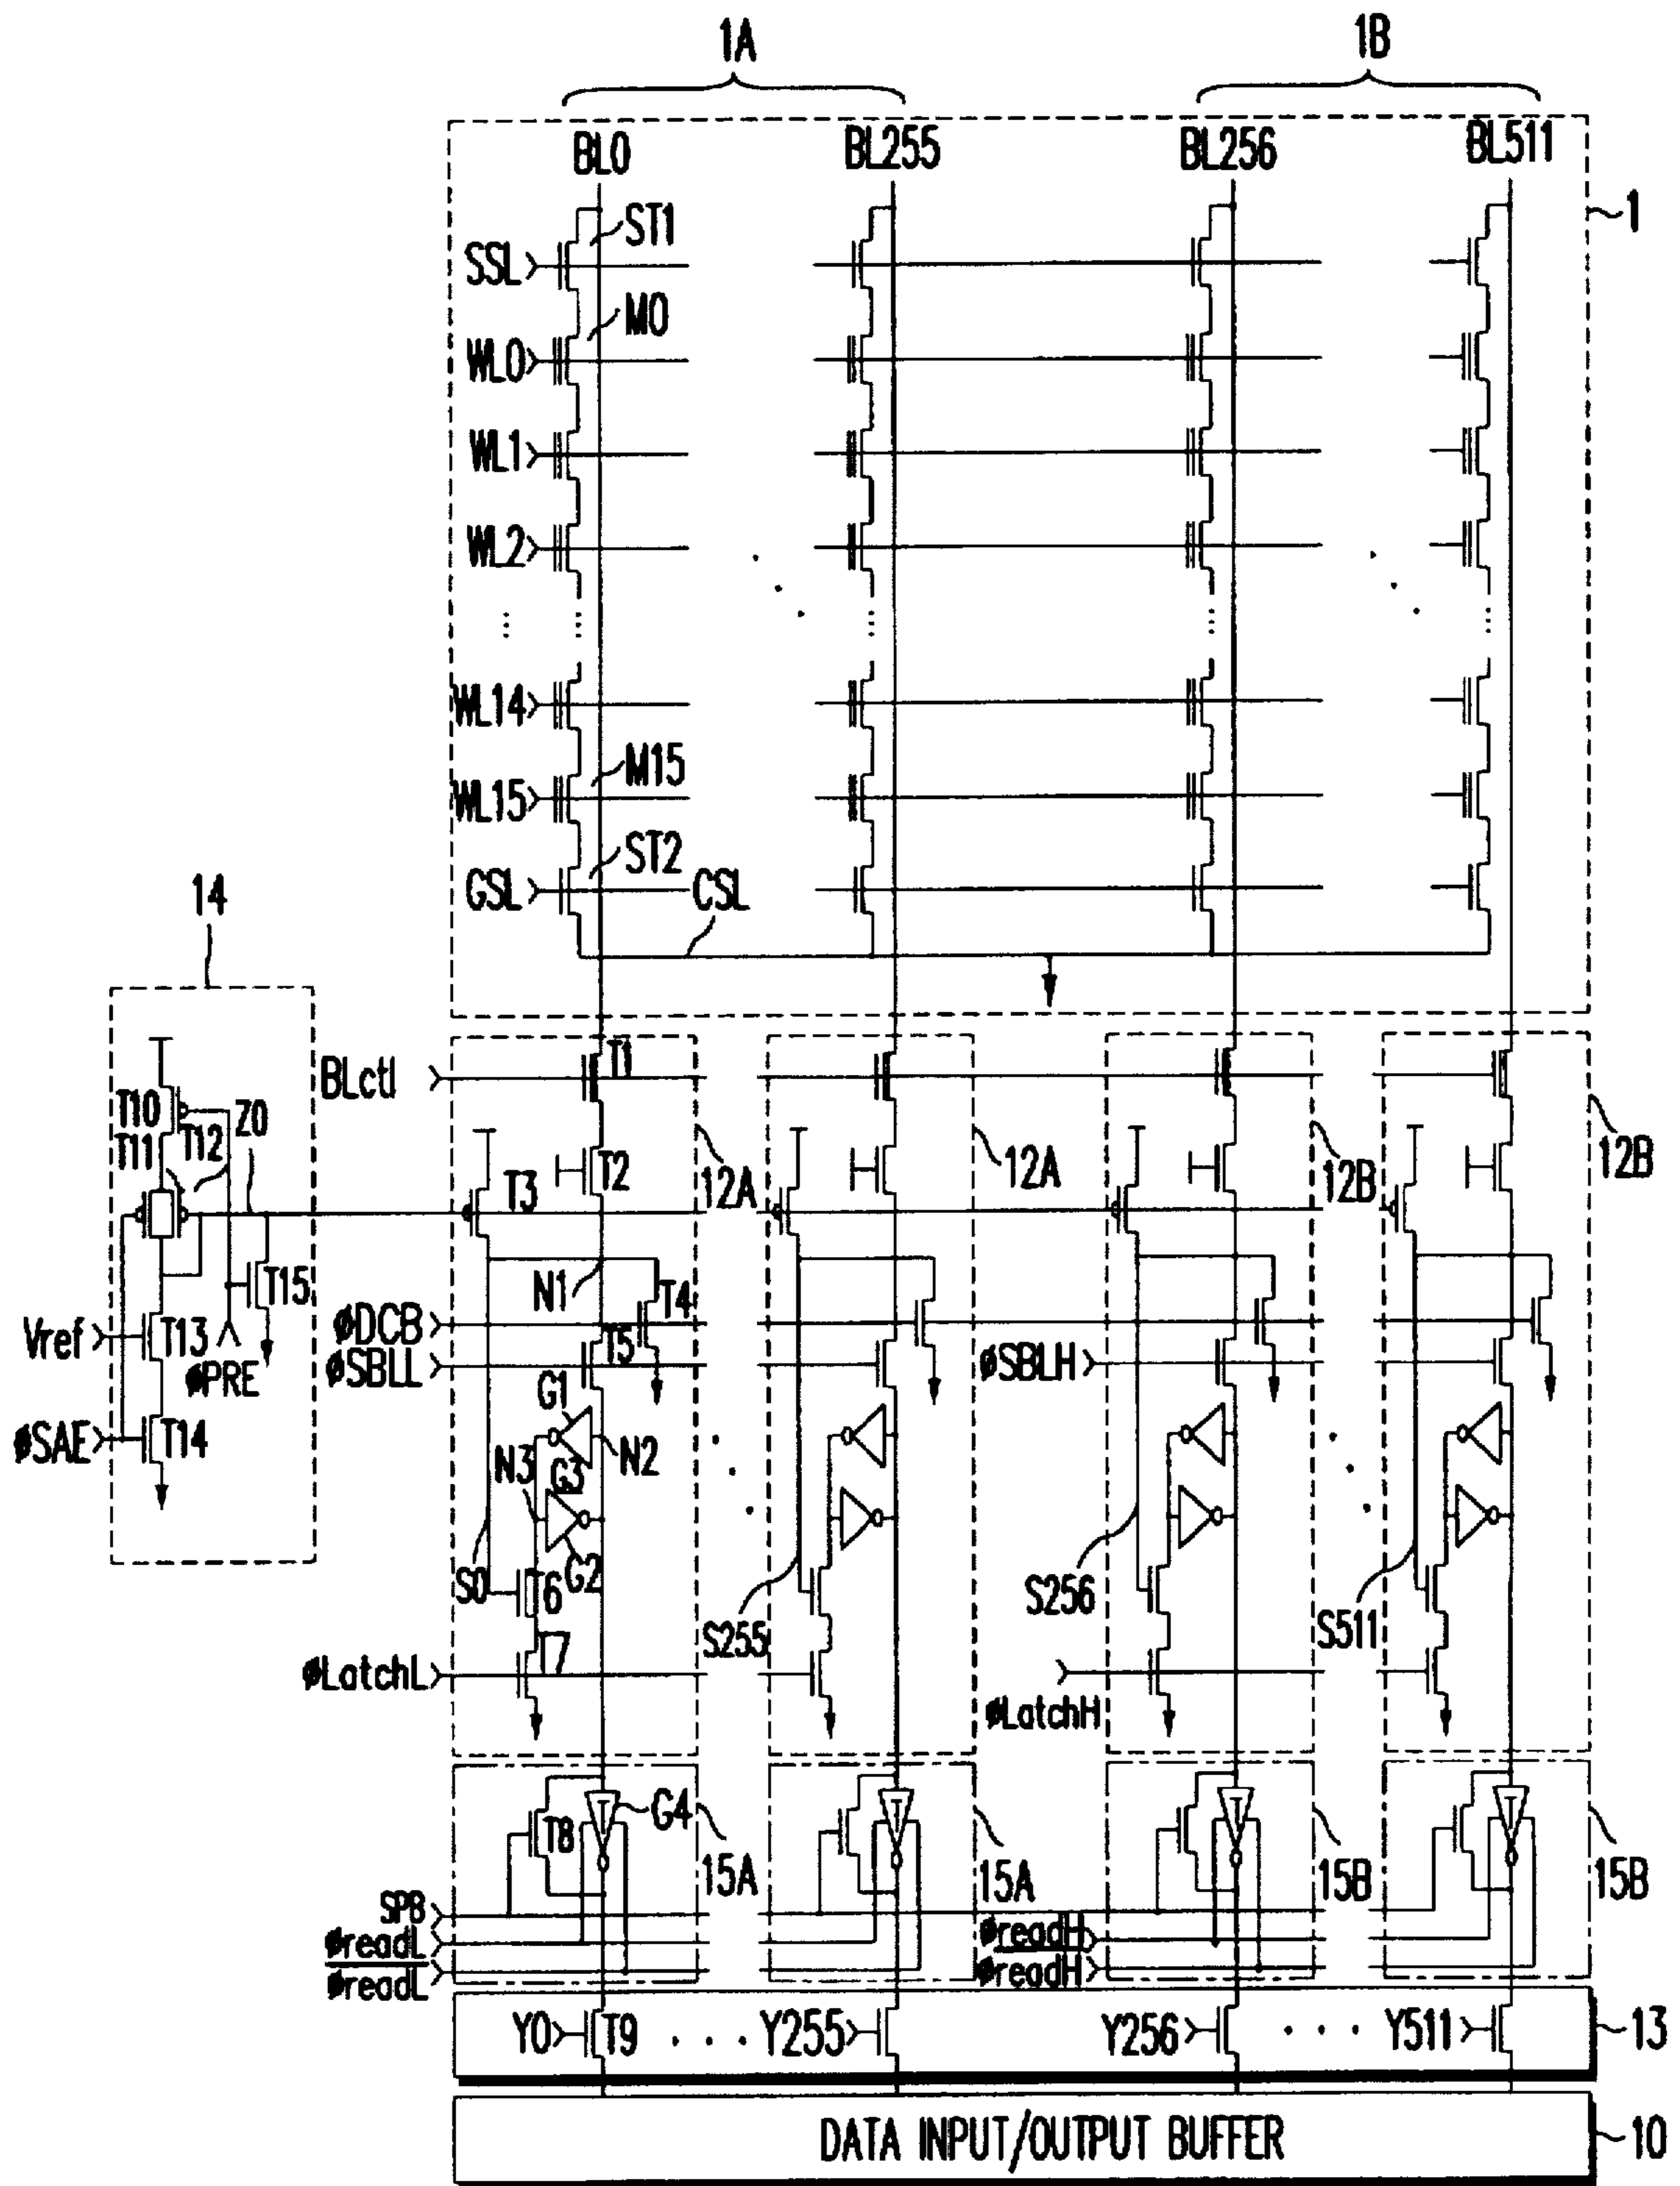 1A 1B
BL0 BL255 BL256 BL511
1
SSL ST1
M0
WL0
WL1
WL2
WL14
M15
WL15
ST2
GSL CSL
14
BLctl T1
T10
T11 T12 Z0
T2
T3 12A 12A 12B 12B
N1 T4
T15
Vref T13 øDCB T5
øPRE øSBLL øSBLH
G1
øSAE T14
N3 G3 N2
S0 T6 G2 S255 S256 S511
T7
øLatchL
øLatchH
T8 G4
15A 15A 15B 15B
SPB
øreadL øreadH
øreadL øreadH
Y0 T9 Y255 Y256 Y511 13
DATA INPUT/OUTPUT BUFFER 10